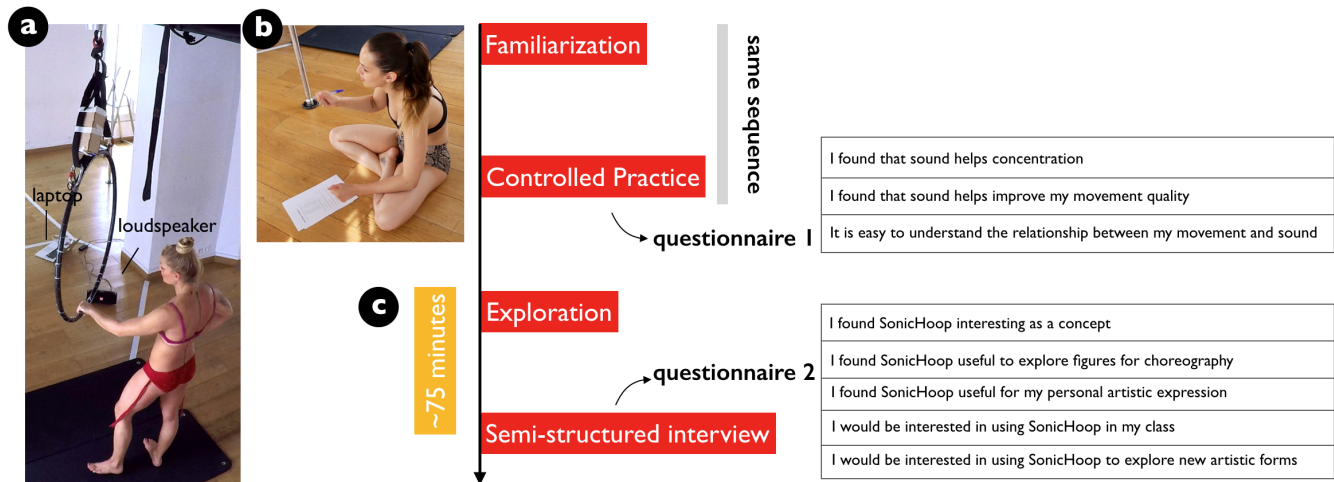 a
laptop
loudspeaker
b
c
~75 minutes
Familiarization
same sequence
Controlled Practice
questionnaire 1
I found that sound helps concentration
I found that sound helps improve my movement quality
It is easy to understand the relationship between my movement and sound
Exploration
questionnaire 2
I found SonicHoop interesting as a concept
I found SonicHoop useful to explore figures for choreography
I found SonicHoop useful for my personal artistic expression
I would be interested in using SonicHoop in my class
I would be interested in using SonicHoop to explore new artistic forms
Semi-structured interview